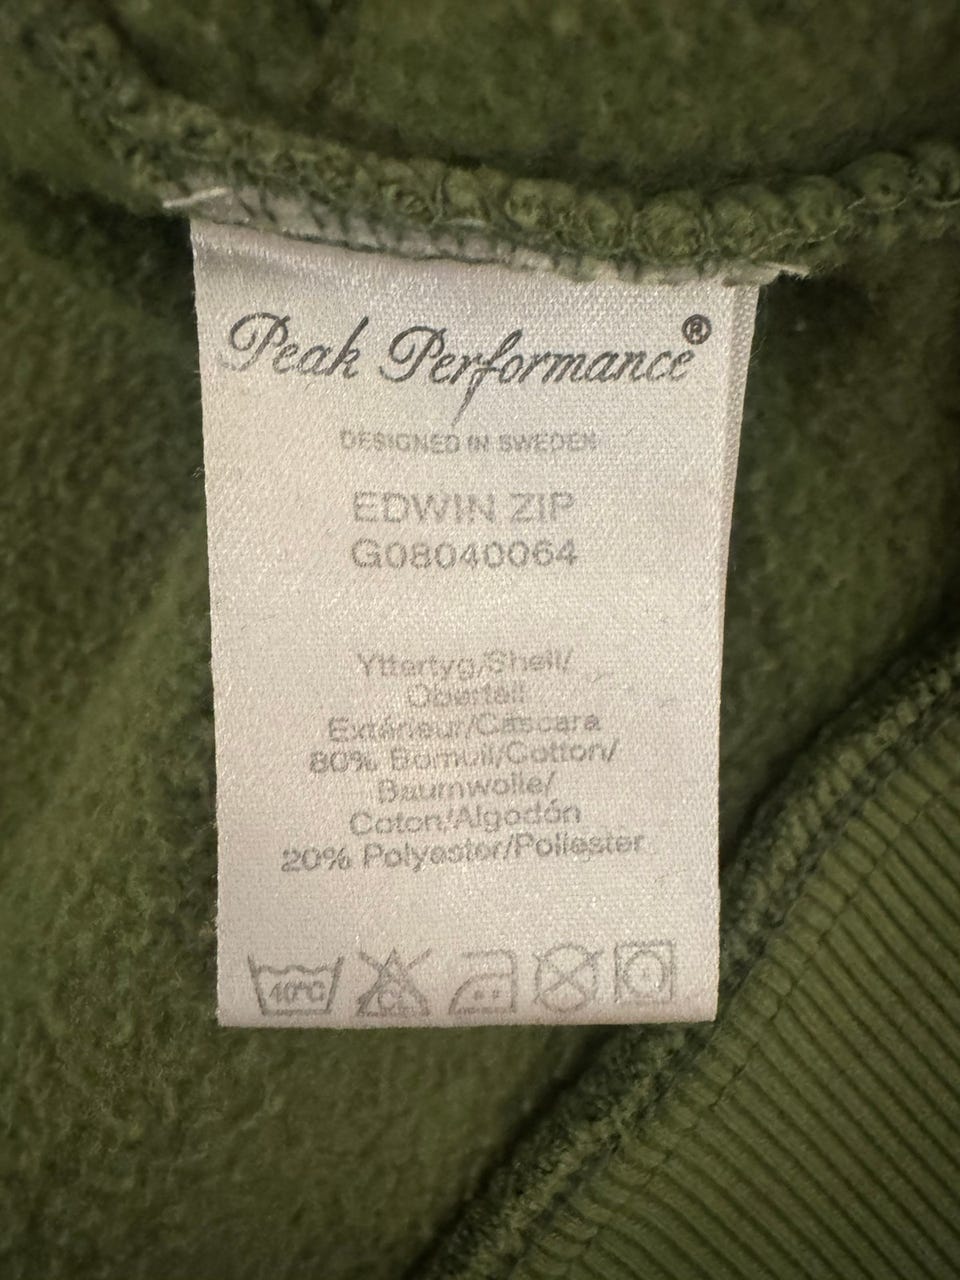 Peak Performance®
DESIGNED IN SWEDEN
EDWIN ZIP
G08040064
Yttertyg/Shell/
Oberteil
Extérieur/Cáscara
80% Bomull/Cotton/
Baumwolle/
Coton/Algodón
20% Polyester/Poliester
40°C CL